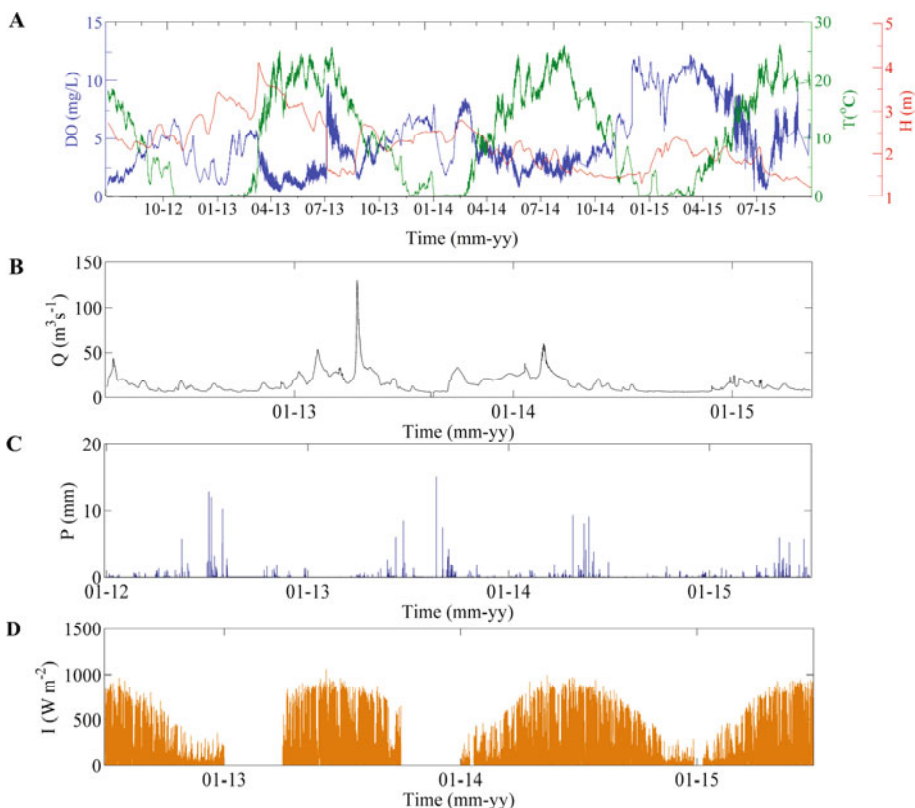 A
15
10
5
0
DO (mg/L)
30
20
10
0
T(°C)
5
4
3
2
1
H (m)
10-12 01-13 04-13 07-13 10-13 01-14 04-14 07-14 10-14 01-15 04-15 07-15
Time (mm-yy)
B
150
100
50
0
Q (m³s⁻¹)
01-13 01-14 01-15
Time (mm-yy)
C
20
10
0
P (mm)
01-12 01-13 01-14 01-15
Time (mm-yy)
D
1500
1000
500
0
I (W m⁻²)
01-13 01-14 01-15
Time (mm-yy)